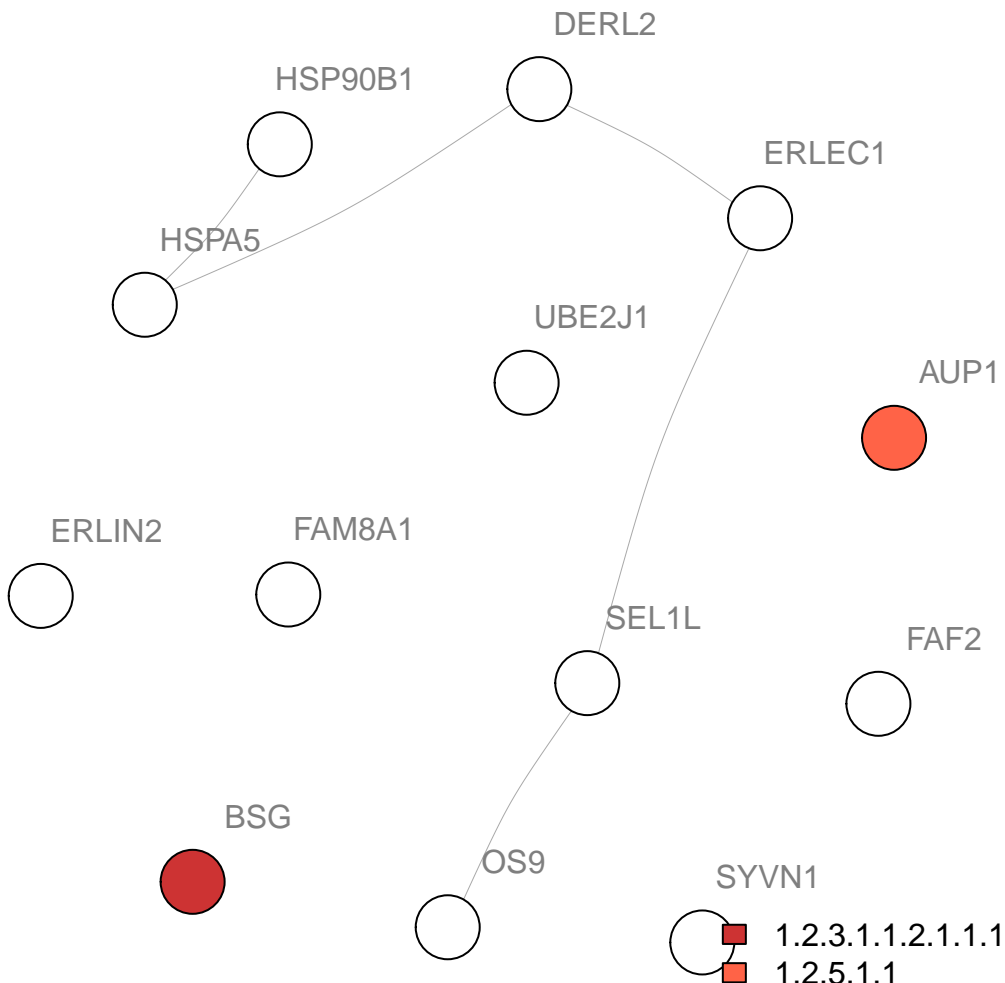 DERL2
HSP90B1
ERLEC1
HSPA5
UBE2J1
AUP1
ERLIN2
FAM8A1
SEL1L
FAF2
BSG
OS9
SYVN1
1.2.3.1.1.2.1.1.1
1.2.5.1.1